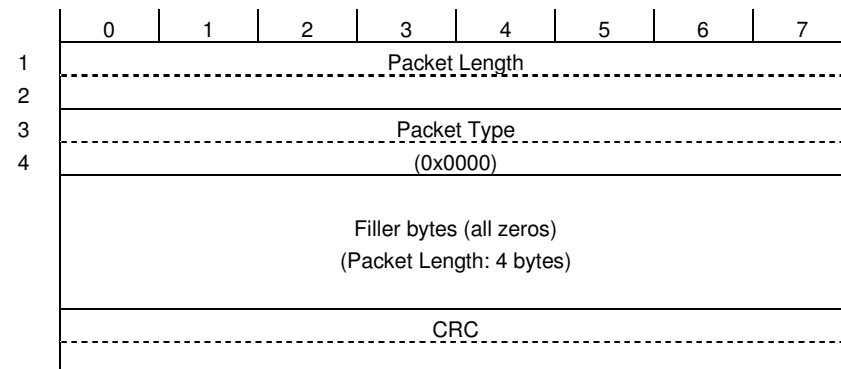 0 1 2 3 4 5 6 7
1 Packet Length
2
3 Packet Type
4 (0x0000)
Filler bytes (all zeros)
(Packet Length: 4 bytes)
CRC